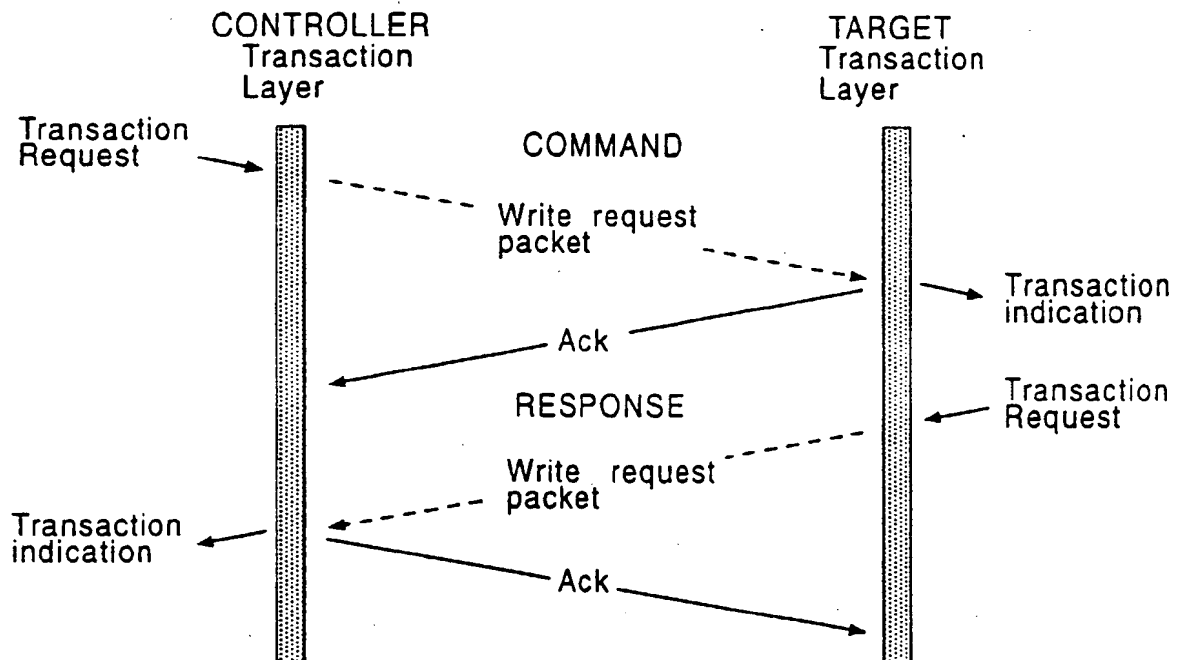 CONTROLLER
Transaction
Layer
TARGET
Transaction
Layer
Transaction
Request
COMMAND
Write request
packet
Transaction
indication
Ack
RESPONSE
Transaction
Request
Write request
packet
Transaction
indication
Ack